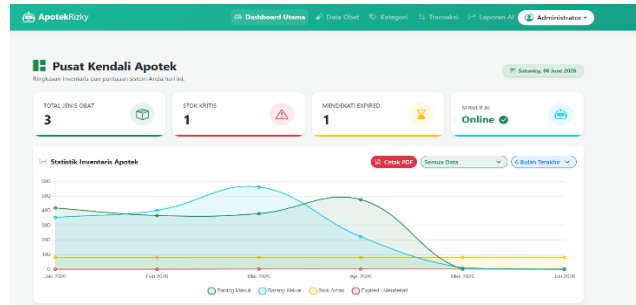 ApotekRizky
Dashboard Utama
Data Obat
Kategori
Transaksi
Laporan AI
Administrator
Pusat Kendali Apotek
Ringkasan inventaris dan pantauan sistem Anda hari ini.
Saturday, 06 June 2026
TOTAL JENIS OBAT
3
STOK KRITIS
1
MENDEKATI EXPIRED
1
SERVER AI
Online
Statistik Inventaris Apotek
Cetak PDF
Semua Data
6 Bulan Terakhir
600
500
400
300
200
100
0
Jan 2026
Feb 2026
Mar 2026
Apr 2026
May 2026
Jun 2026
Barang Masuk
Barang Keluar
Stok Aman
Expired / Mendekati